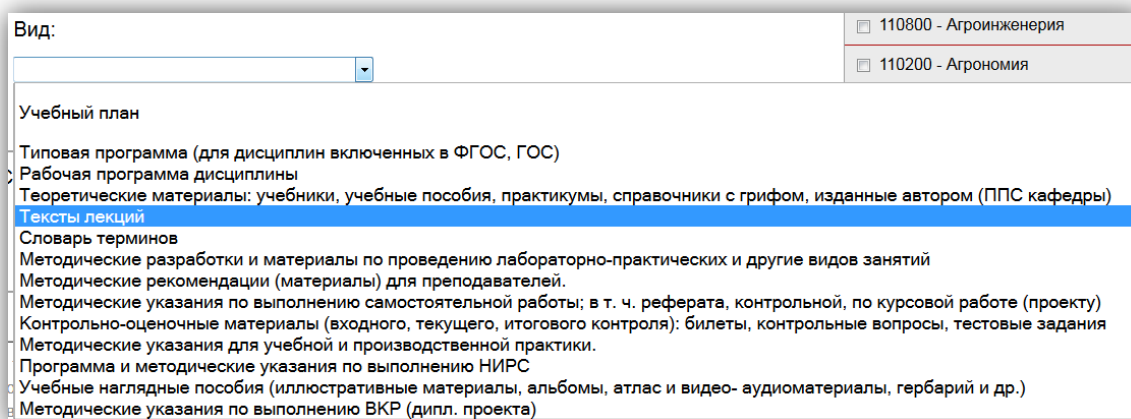 Вид:
110800 - Агроинженерия
110200 - Агрономия
Учебный план
Типовая программа (для дисциплин включенных в ФГОС, ГОС)
Рабочая программа дисциплины
Теоретические материалы: учебники, учебные пособия, практикумы, справочники с грифом, изданные автором (ППС кафедры)
Тексты лекций
Словарь терминов
Методические разработки и материалы по проведению лабораторно-практических и другие видов занятий
Методические рекомендации (материалы) для преподавателей.
Методические указания по выполнению самостоятельной работы; в т. ч. реферата, контрольной, по курсовой работе (проекту)
Контрольно-оценочные материалы (входного, текущего, итогового контроля): билеты, контрольные вопросы, тестовые задания
Методические указания для учебной и производственной практики.
Программа и методические указания по выполнению НИРС
Учебные наглядные пособия (иллюстративные материалы, альбомы, атлас и видео- аудиоматериалы, гербарий и др.)
Методические указания по выполнению ВКР (дипл. проекта)